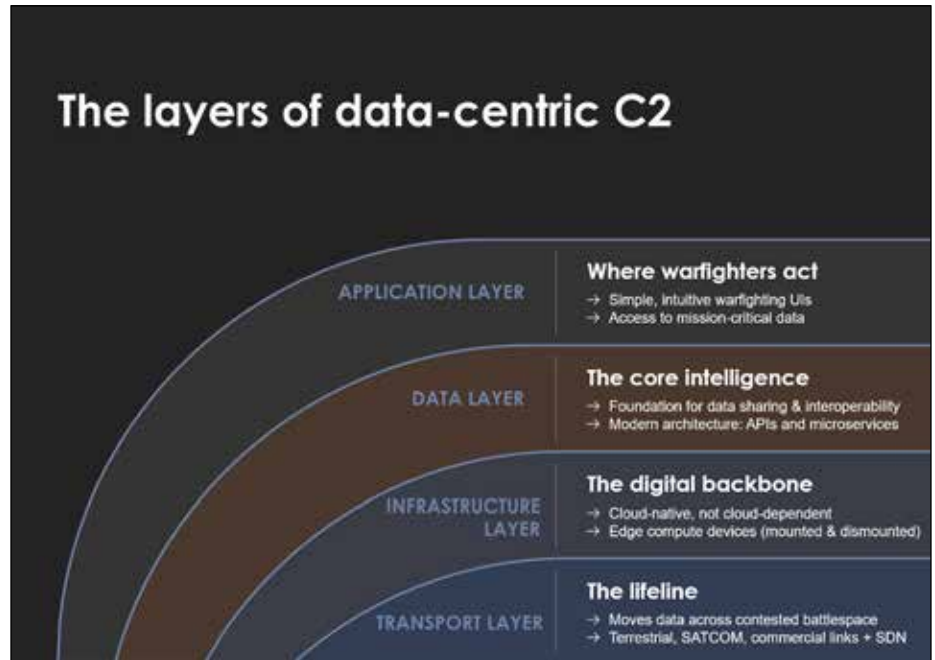 The layers of data-centric C2
APPLICATION LAYER
Where warfighters act
→ Simple, intuitive warfighting UIs
→ Access to mission-critical data
DATA LAYER
The core intelligence
→ Foundation for data sharing & interoperability
→ Modern architecture: APIs and microservices
INFRASTRUCTURE
LAYER
The digital backbone
→ Cloud-native, not cloud-dependent
→ Edge compute devices (mounted & dismounted)
TRANSPORT LAYER
The lifeline
→ Moves data across contested battlespace
→ Terrestrial, SATCOM, commercial links + SDN